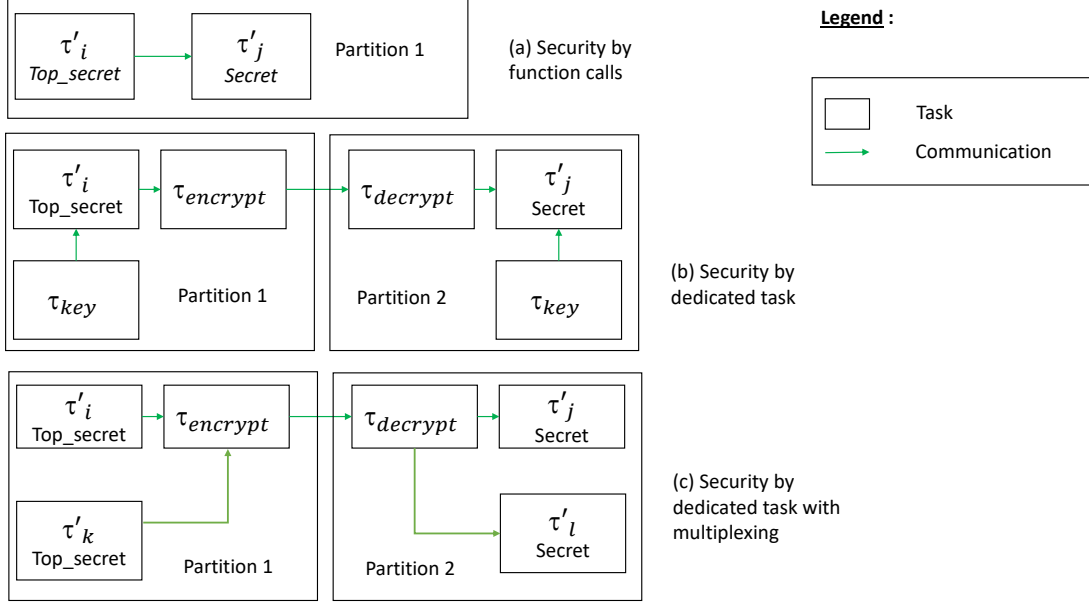 Legend :
τ′i
Top_secret
τ′j
Secret
Partition 1
(a) Security by
function calls
Task
Communication
τ′i
Top_secret
τencrypt
τdecrypt
τ′j
Secret
τkey
Partition 1
Partition 2
τkey
(b) Security by
dedicated task
τ′i
Top_secret
τencrypt
τdecrypt
τ′j
Secret
τ′k
Top_secret
Partition 1
Partition 2
τ′l
Secret
(c) Security by
dedicated task with
multiplexing